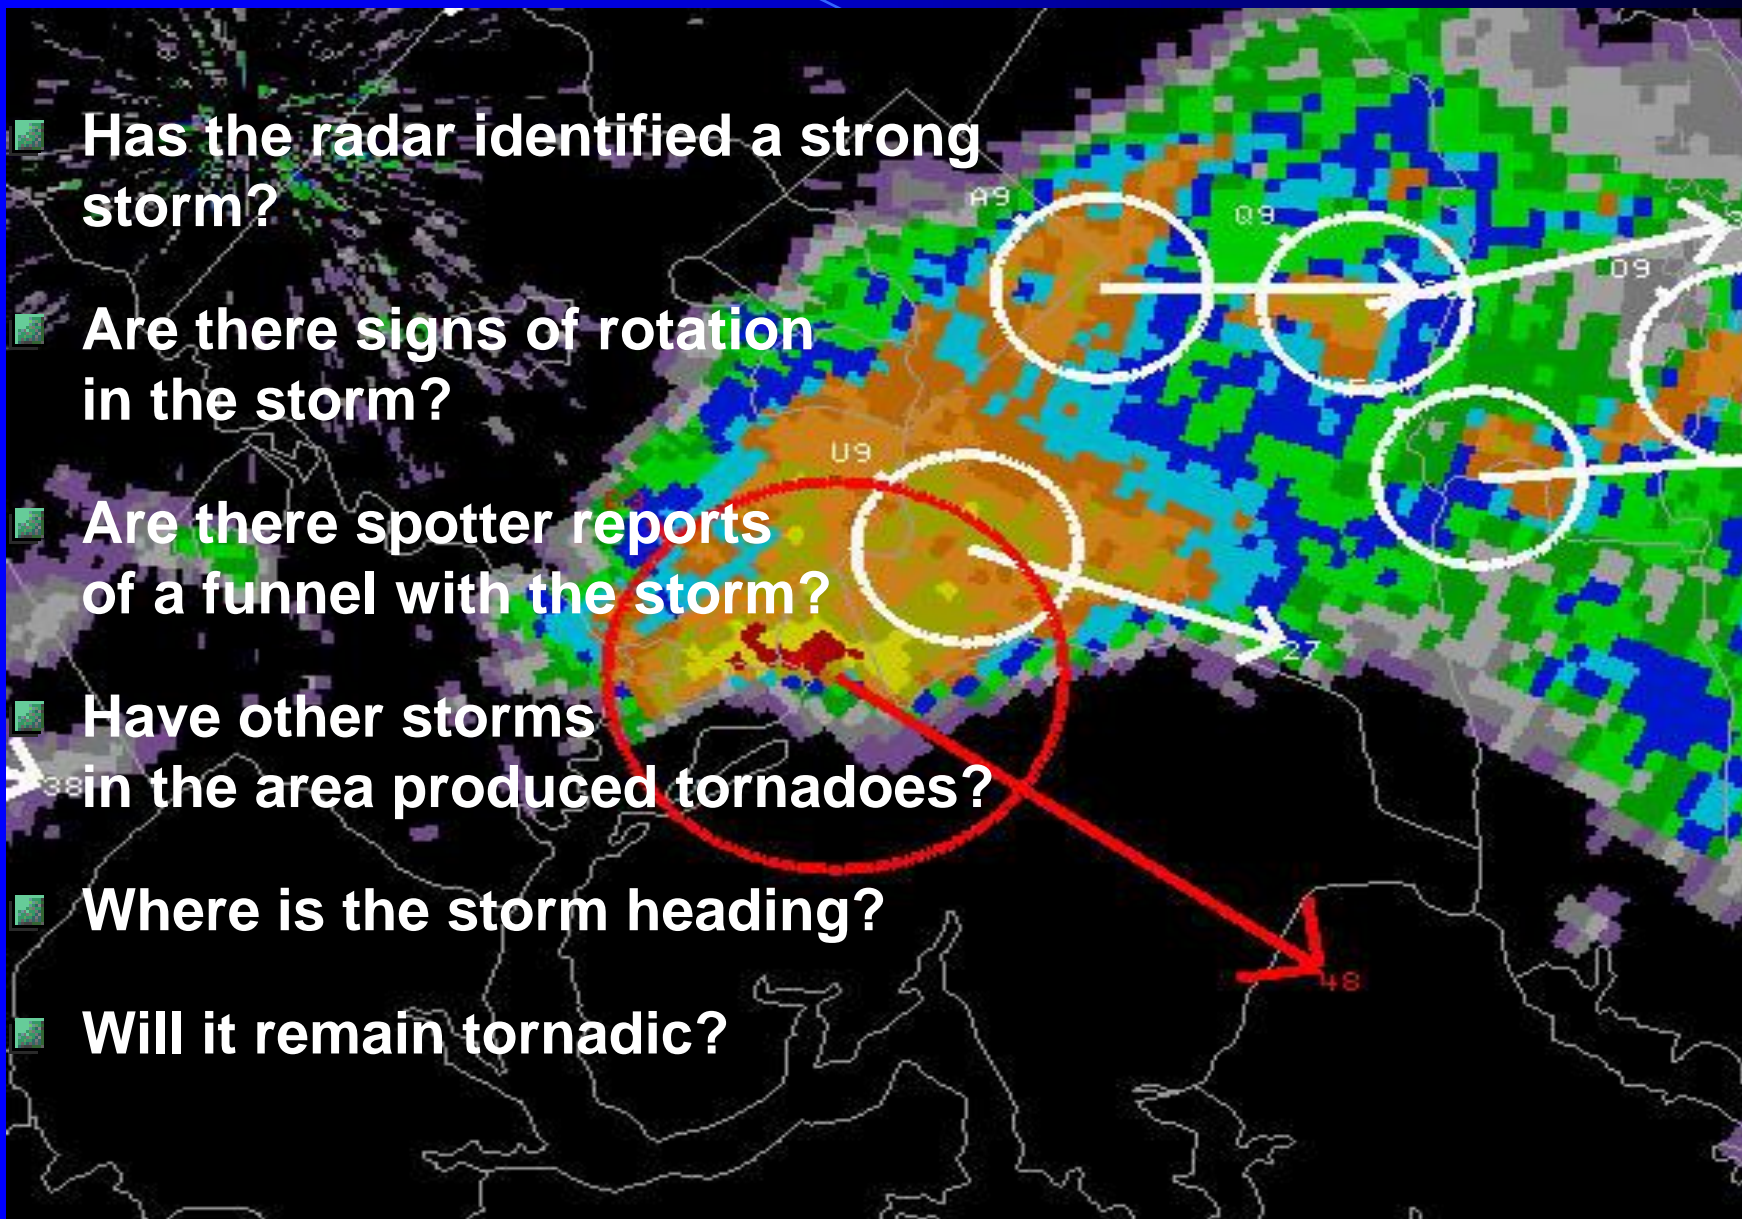 Has the radar identified a strong
storm?
Are there signs of rotation
in the storm?
Are there spotter reports
of a funnel with the storm?
Have other storms
in the area produced tornadoes?
Where is the storm heading?
Will it remain tornadic?
A9
Q9
O9
U9
27
38
48